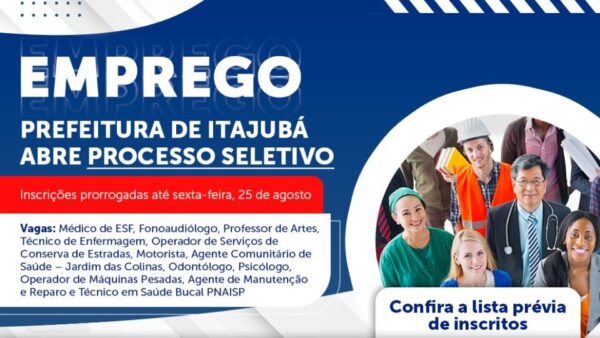 EMPREGO
PREFEITURA DE ITAJUBÁ
ABRE PROCESSO SELETIVO
Inscrições prorrogadas até sexta-feira, 25 de agosto
Vagas: Médico de ESF, Fonoaudiólogo, Professor de Artes,
Técnico de Enfermagem, Operador de Serviços de
Conserva de Estradas, Motorista, Agente Comunitário de
Saúde – Jardim das Colinas, Odontólogo, Psicólogo,
Operador de Máquinas Pesadas, Agente de Manutenção
e Reparo e Técnico em Saúde Bucal PNAISP
Confira a lista prévia
de inscritos